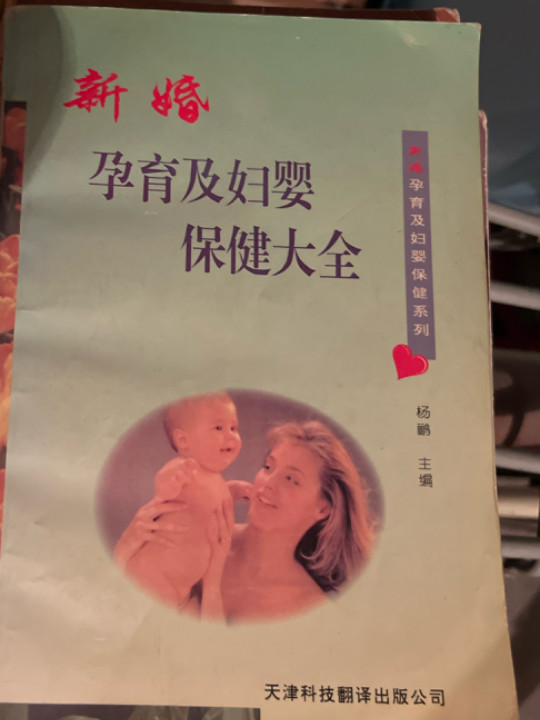 新婚
孕育及妇婴
保健大全
新婚孕育及妇婴保健系列
杨鹂 主编
天津科技翻译出版公司